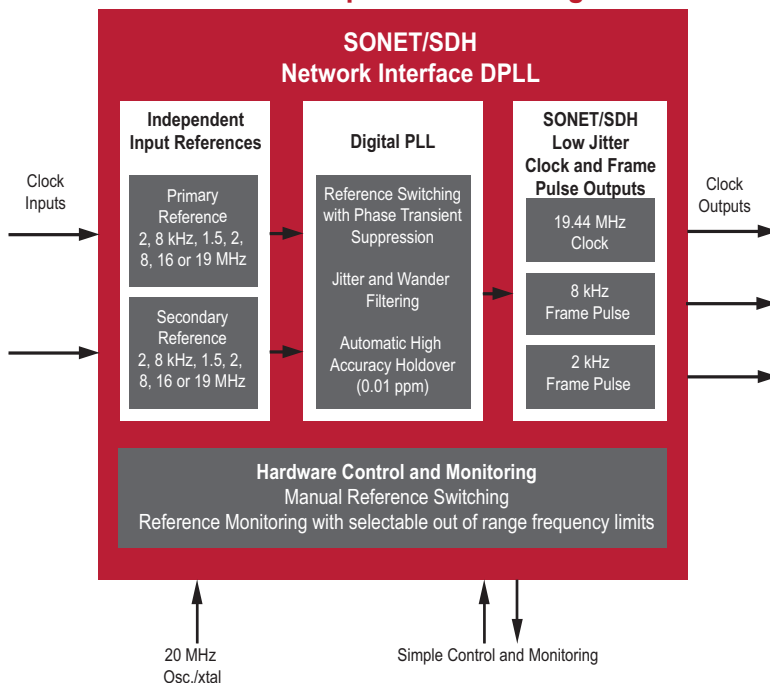 SONET/SDH
Network Interface DPLL
Independent
Input References
Primary
Reference
2, 8 kHz, 1.5, 2,
8, 16 or 19 MHz
Secondary
Reference
2, 8 kHz, 1.5, 2,
8, 16 or 19 MHz
Digital PLL
Reference Switching
with Phase Transient
Suppression
Jitter and Wander
Filtering
Automatic High
Accuracy Holdover
(0.01 ppm)
SONET/SDH
Low Jitter
Clock and Frame
Pulse Outputs
19.44 MHz
Clock
8 kHz
Frame Pulse
2 kHz
Frame Pulse
Clock
Inputs
Clock
Outputs
Hardware Control and Monitoring
Manual Reference Switching
Reference Monitoring with selectable out of range frequency limits
20 MHz
Osc./xtal
Simple Control and Monitoring